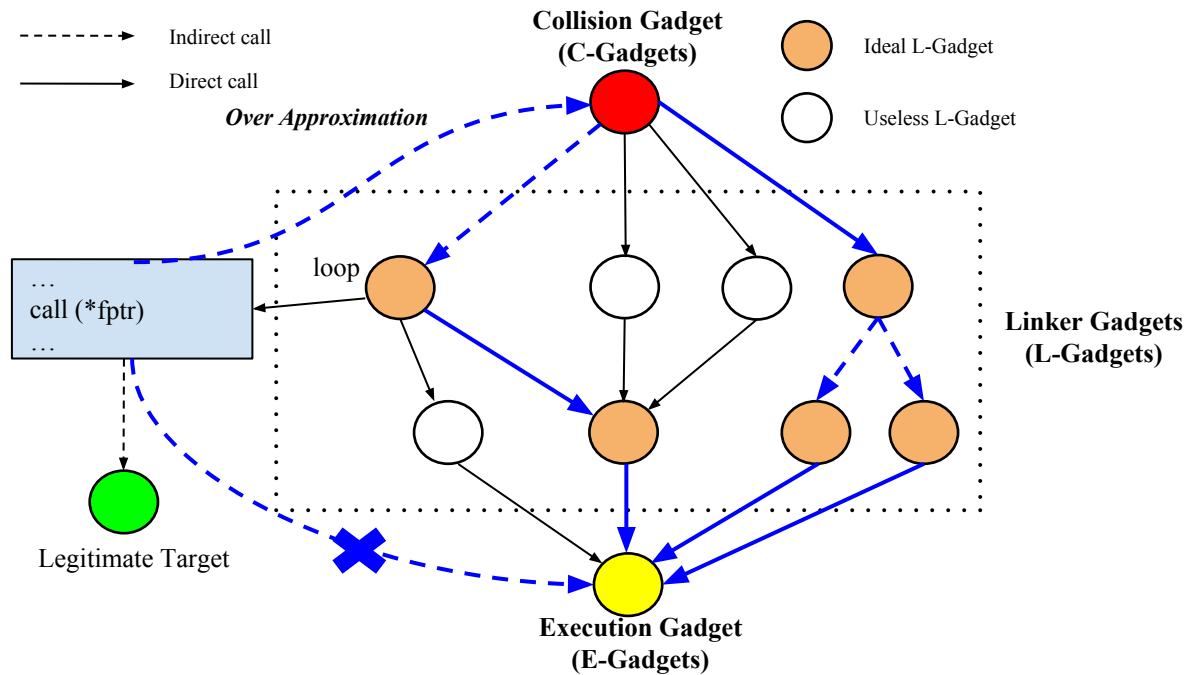 Indirect call
Direct call
Over Approximation
Collision Gadget
(C-Gadgets)
Ideal L-Gadget
Useless L-Gadget
loop
…
call (*fptr)
…
Linker Gadgets
(L-Gadgets)
Legitimate Target
Execution Gadget
(E-Gadgets)